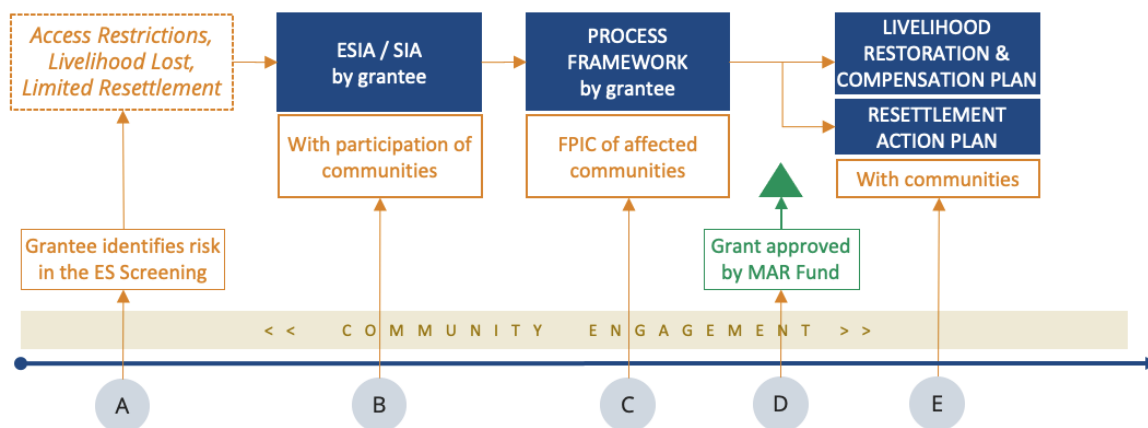 Access Restrictions,
Livelihood Lost,
Limited Resettlement
ESIA / SIA
by grantee
With participation of
communities
PROCESS
FRAMEWORK
by grantee
FPIC of affected
communities
LIVELIHOOD
RESTORATION &
COMPENSATION PLAN
RESETTLEMENT
ACTION PLAN
With communities
Grantee identifies risk
in the ES Screening
Grant approved
by MAR Fund
<< COMMUNITY ENGAGEMENT >>
A
B
C
D
E